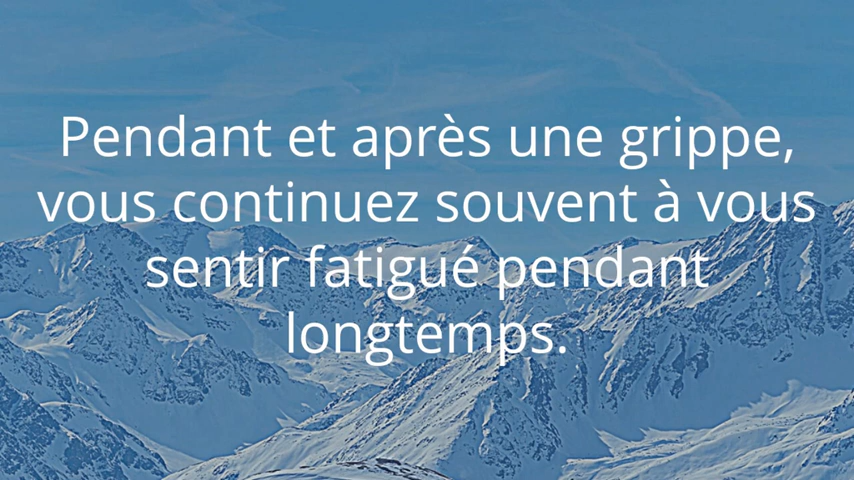 Pendant et après une grippe,
vous continuez souvent à vous
sentir fatigué pendant
longtemps.